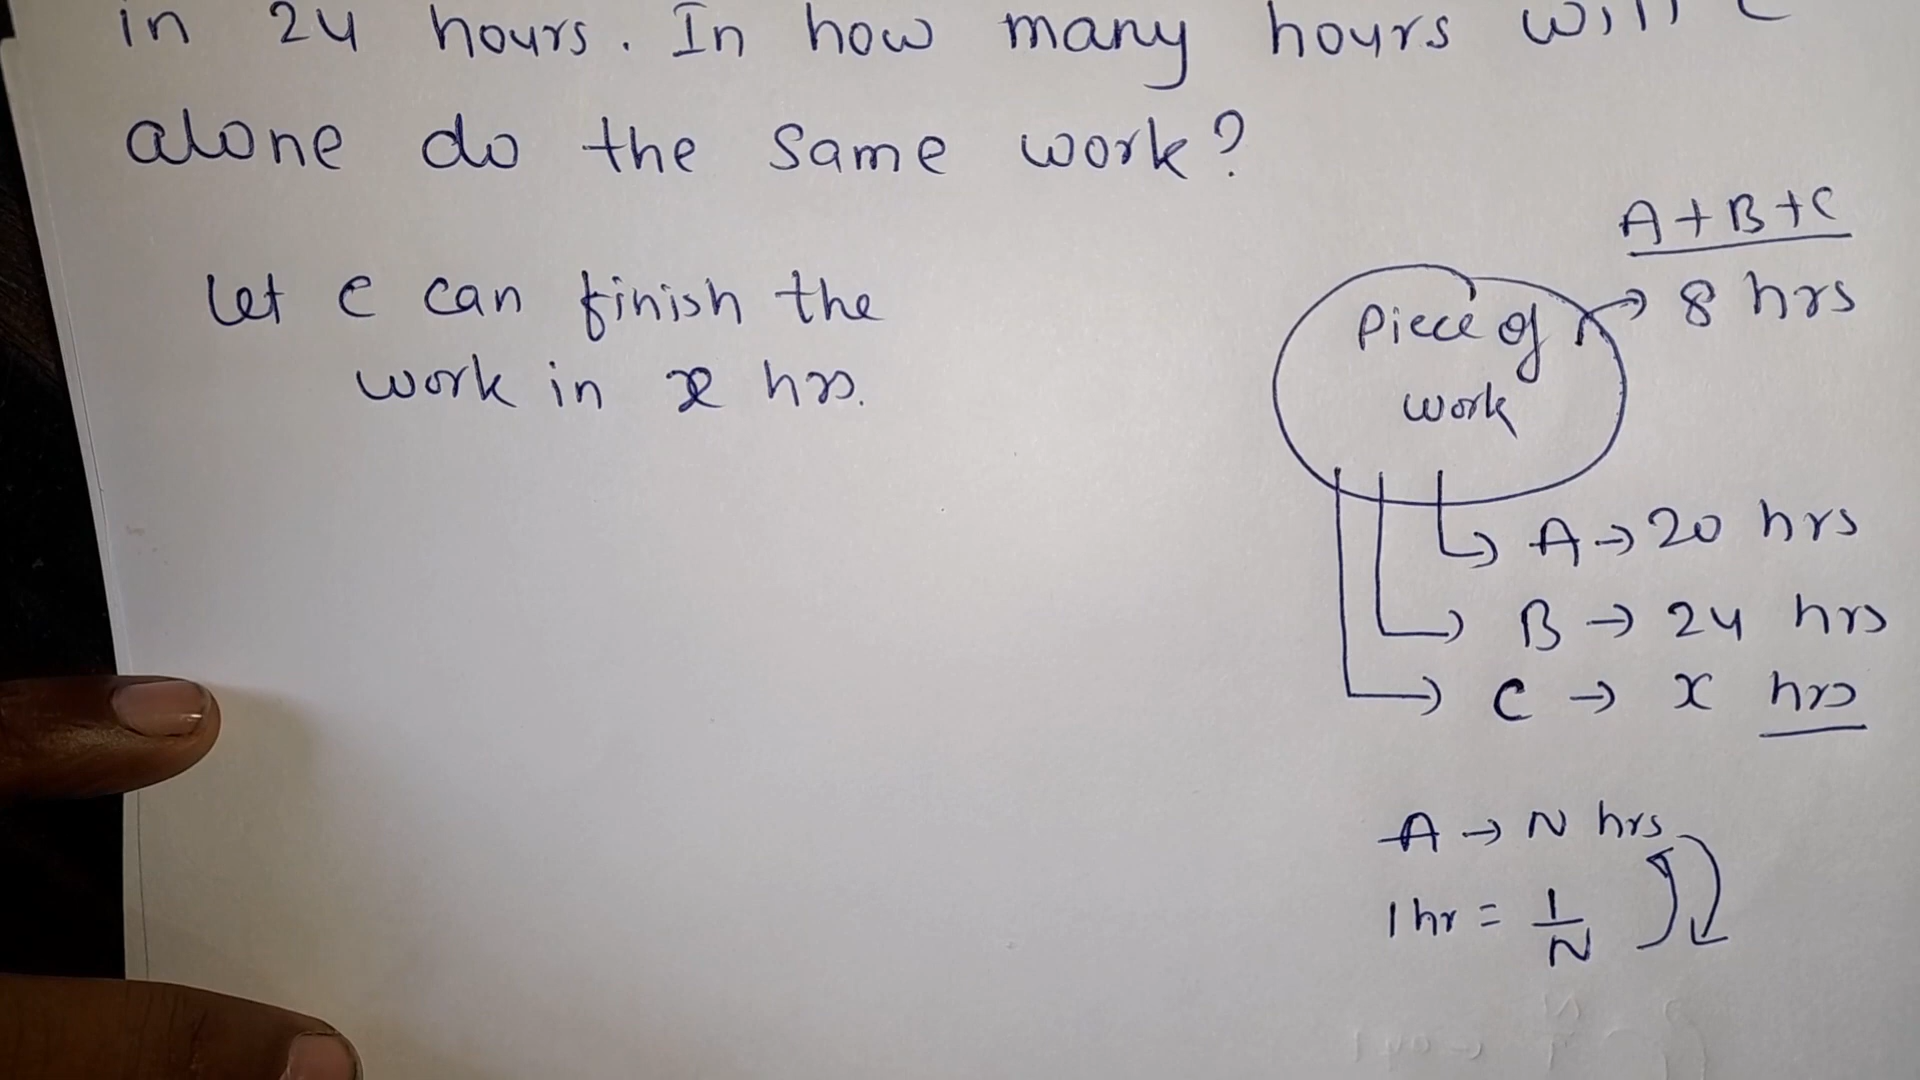 in 24 hours. In how many hours will C
alone do the same work?
Let C can finish the
work in x hrs.
A+B+C
8 hrs
Piece of
work
A → 20 hrs
B → 24 hrs
C → x hrs
A → N hrs
1 hr = 1/N